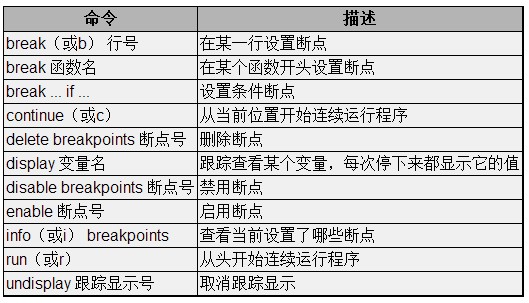 命令 描述
break（或b） 行号 在某一行设置断点
break 函数名 在某个函数开头设置断点
break ... if ... 设置条件断点
continue（或c） 从当前位置开始连续运行程序
delete breakpoints 断点号 删除断点
display 变量名 跟踪查看某个变量，每次停下来都显示它的值
disable breakpoints 断点号 禁用断点
enable 断点号 启用断点
info（或i） breakpoints 查看当前设置了哪些断点
run（或r） 从头开始连续运行程序
undisplay 跟踪显示号 取消跟踪显示